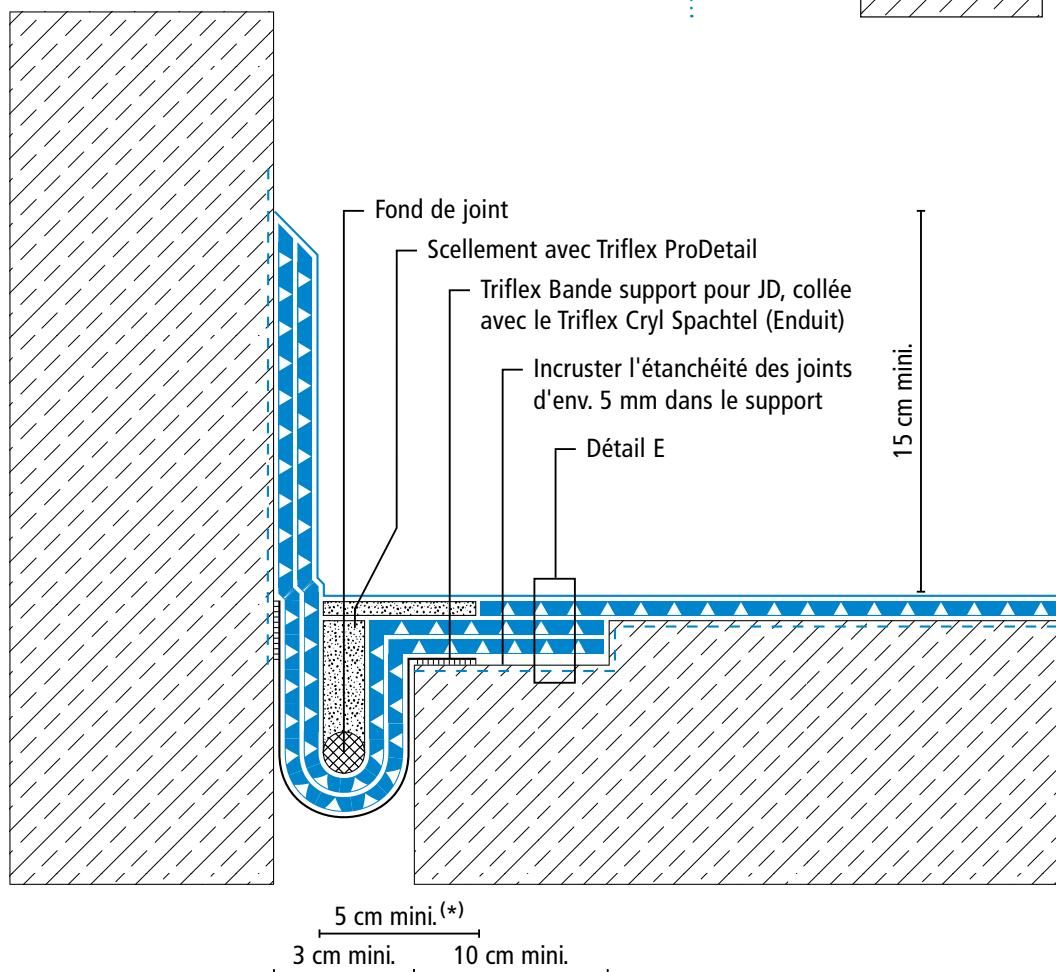 Fond de joint
Scellement avec Triflex ProDetail
Triflex Bande support pour JD, collée
avec le Triflex Cryl Spachtel (Enduit)
Incruster l'étanchéité des joints
d'env. 5 mm dans le support
Détail E
15 cm mini.
5 cm mini.(*)
3 cm mini.
10 cm mini.